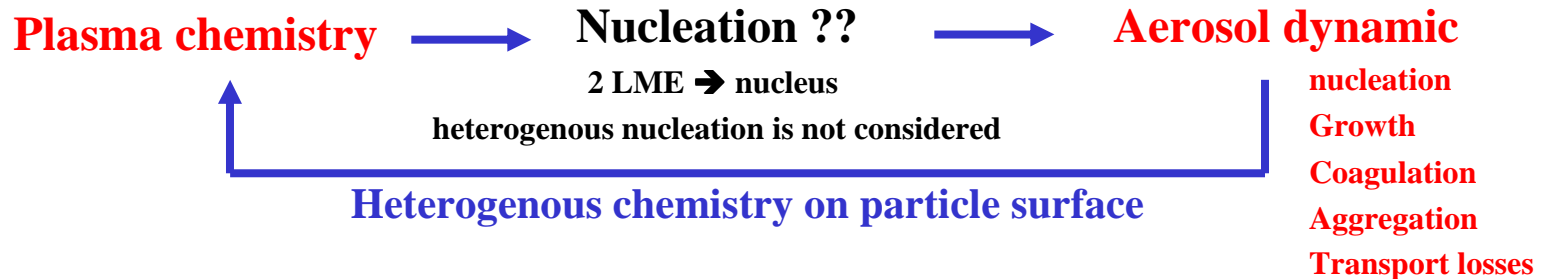 Plasma chemistry
Nucleation ??
Aerosol dynamic
2 LME ➔ nucleus
heterogenous nucleation is not considered
nucleation
Growth
Coagulation
Aggregation
Transport losses
Heterogenous chemistry on particle surface